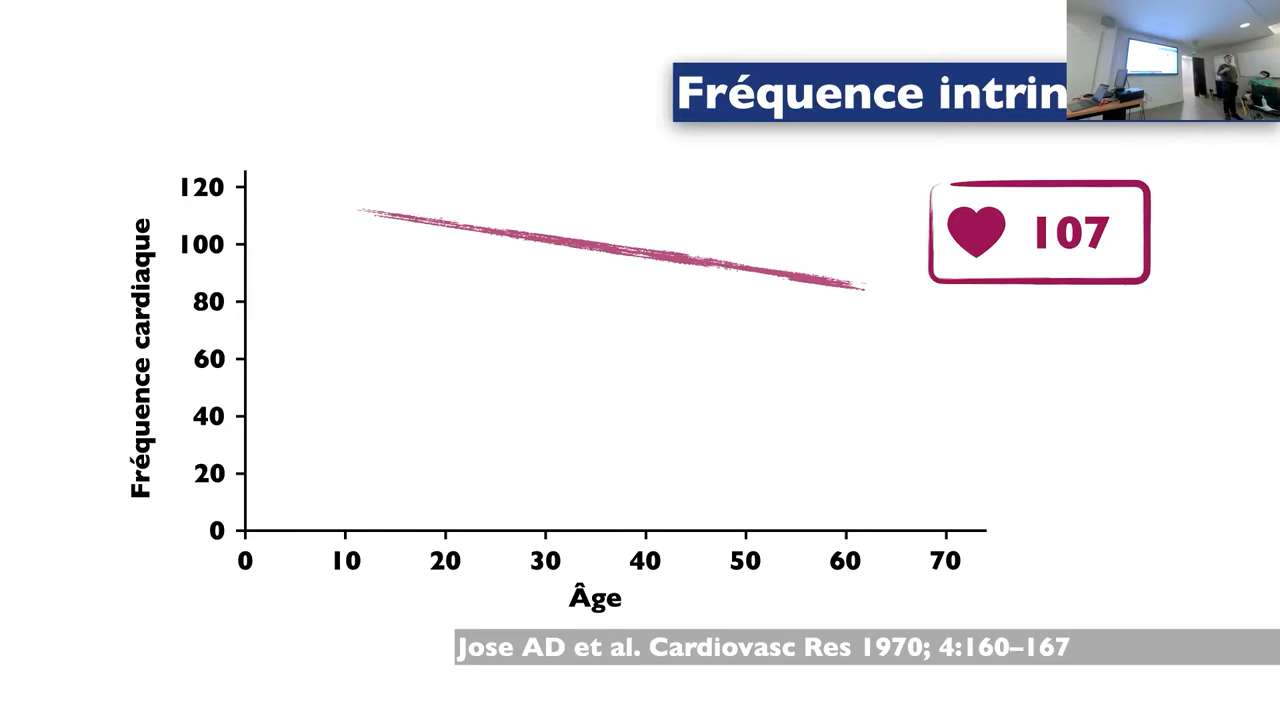 Fréquence intrin
120
100
80
60
40
20
0
Fréquence cardiaque
107
0 10 20 30 40 50 60 70
Âge
Jose AD et al. Cardiovasc Res 1970; 4:160–167